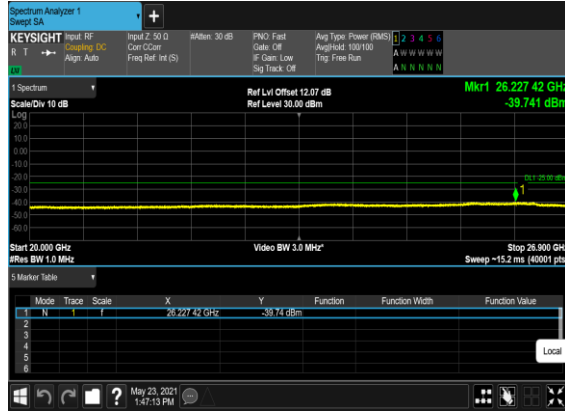 Spectrum Analyzer 1
Swept SA
+
KEYSIGHT Input: RF Input Z: 50 Ω #Atten: 30 dB PNO: Fast Avg Type: Power (RMS) 1 2 3 4 5 6
R T Coupling: DC Corr CCorr Gate: Off Avg|Hold: 100/100 A W W W W W
Align: Auto Freq Ref: Int (S) IF Gain: Low Trig: Free Run
LV Sig Track: Off A N N N N N
1 Spectrum Ref Lvl Offset 12.07 dB Mkr1 26.227 42 GHz
Scale/Div 10 dB Ref Level 30.00 dBm -39.741 dBm
Log
20.0
10.0
0.00
-10.0
-20.0
DL1 -25.00 dBm
-30.0
1
-40.0
-50.0
-60.0
Start 20.000 GHz Video BW 3.0 MHz* Stop 26.900 GHz
#Res BW 1.0 MHz Sweep ~15.2 ms (40001 pts)
5 Marker Table
Mode Trace Scale X Y Function Function Width Function Value
1 N 1 f 26.227 42 GHz -39.74 dBm
2
3
4
5
6
Local
? May 23, 2021
1:47:13 PM